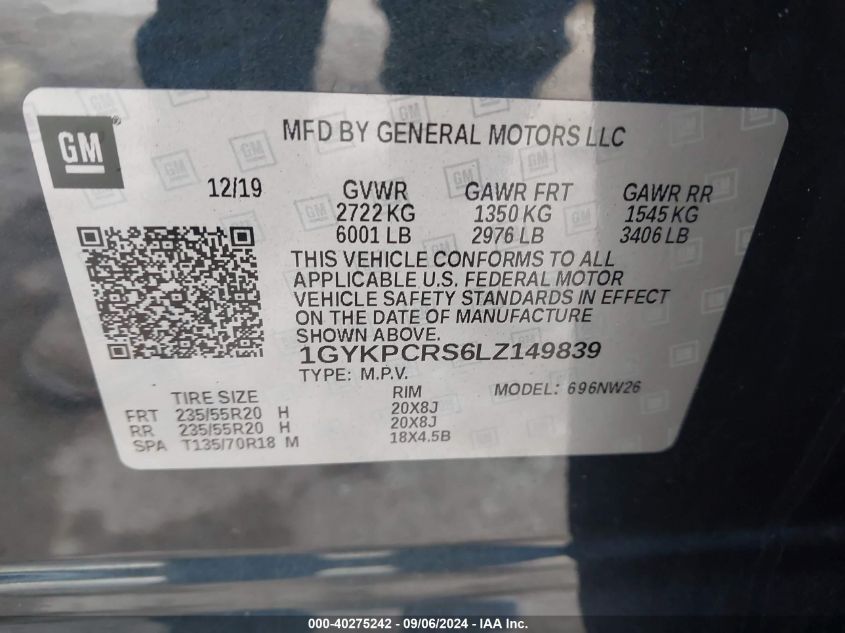 GM
MFD BY GENERAL MOTORS LLC
12/19 GVWR GAWR FRT GAWR RR
2722 KG 1350 KG 1545 KG
6001 LB 2976 LB 3406 LB
THIS VEHICLE CONFORMS TO ALL
APPLICABLE U.S. FEDERAL MOTOR
VEHICLE SAFETY STANDARDS IN EFFECT
ON THE DATE OF MANUFACTURE
SHOWN ABOVE.
1GYKPCRS6LZ149839
TYPE: M.P.V. MODEL: 696NW26
TIRE SIZE RIM
FRT 235/55R20 H 20X8J
RR 235/55R20 H 20X8J
SPA T135/70R18 M 18X4.5B
000-40275242 - 09/06/2024 - IAA Inc.